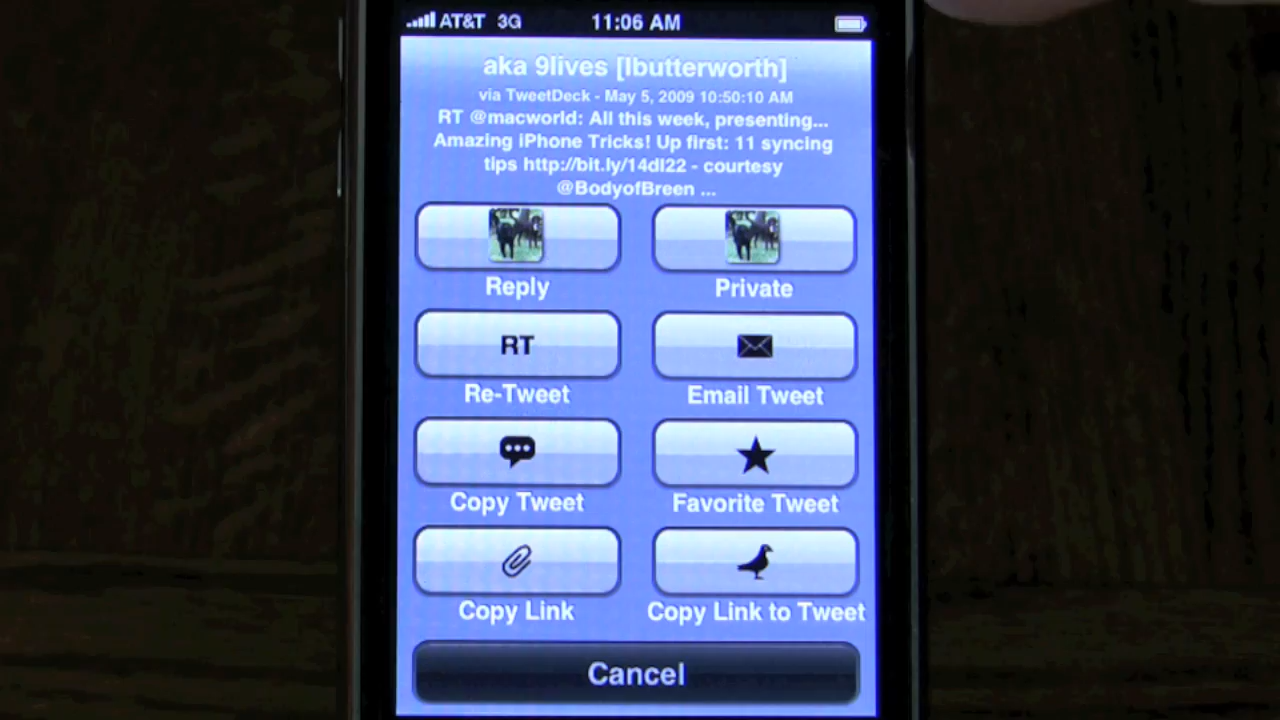 AT&T 3G 11:06 AM
aka 9lives [lbutterworth]
via TweetDeck - May 5, 2009 10:50:10 AM
RT @macworld: All this week, presenting...
Amazing iPhone Tricks! Up first: 11 syncing
tips http://bit.ly/14dl22 - courtesy
@BodyofBreen ...
Reply Private
RT
Re-Tweet Email Tweet
Copy Tweet Favorite Tweet
Copy Link Copy Link to Tweet
Cancel